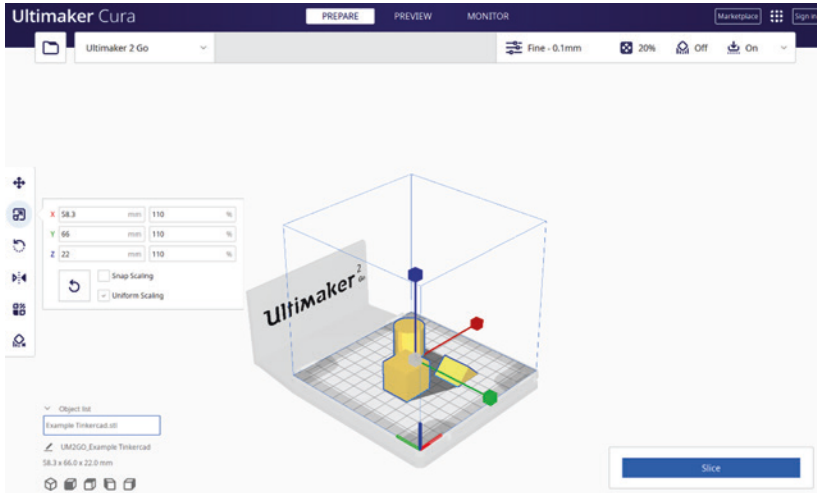 Ultimaker Cura
PREPARE PREVIEW MONITOR
Marketplace Sign in
Ultimaker 2 Go
Fine - 0.1mm 20% Off On
X 58.3 mm 110 %
Y 66 mm 110 %
Z 22 mm 110 %
Snap Scaling
Uniform Scaling
Ultimaker 2 Go
Object list
Example Tinkercad.stl
UM2GO_Example Tinkercad
58.3 x 66.0 x 22.0 mm
Slice